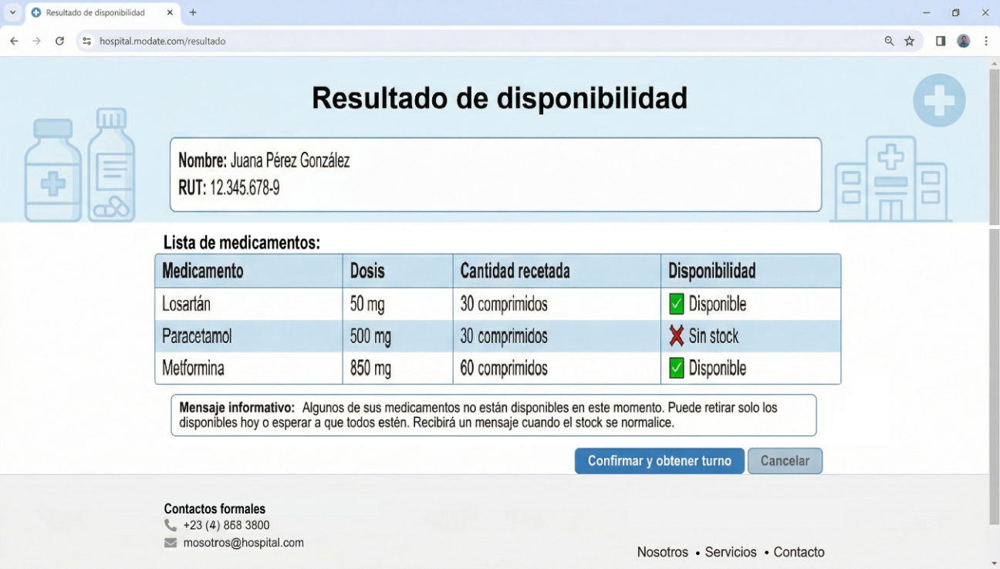 Resultado de disponibilidad
hospital.modate.com/resultado
Resultado de disponibilidad
Nombre: Juana Pérez González
RUT: 12.345.678-9
Lista de medicamentos:
Medicamento Dosis Cantidad recetada Disponibilidad
Losartán 50 mg 30 comprimidos Disponible
Paracetamol 500 mg 30 comprimidos Sin stock
Metformina 850 mg 60 comprimidos Disponible
Mensaje informativo: Algunos de sus medicamentos no están disponibles en este momento. Puede retirar solo los
disponibles hoy o esperar a que todos estén. Recibirá un mensaje cuando el stock se normalice.
Confirmar y obtener turno Cancelar
Contactos formales
+23 (4) 868 3800
mosotros@hospital.com
Nosotros • Servicios • Contacto